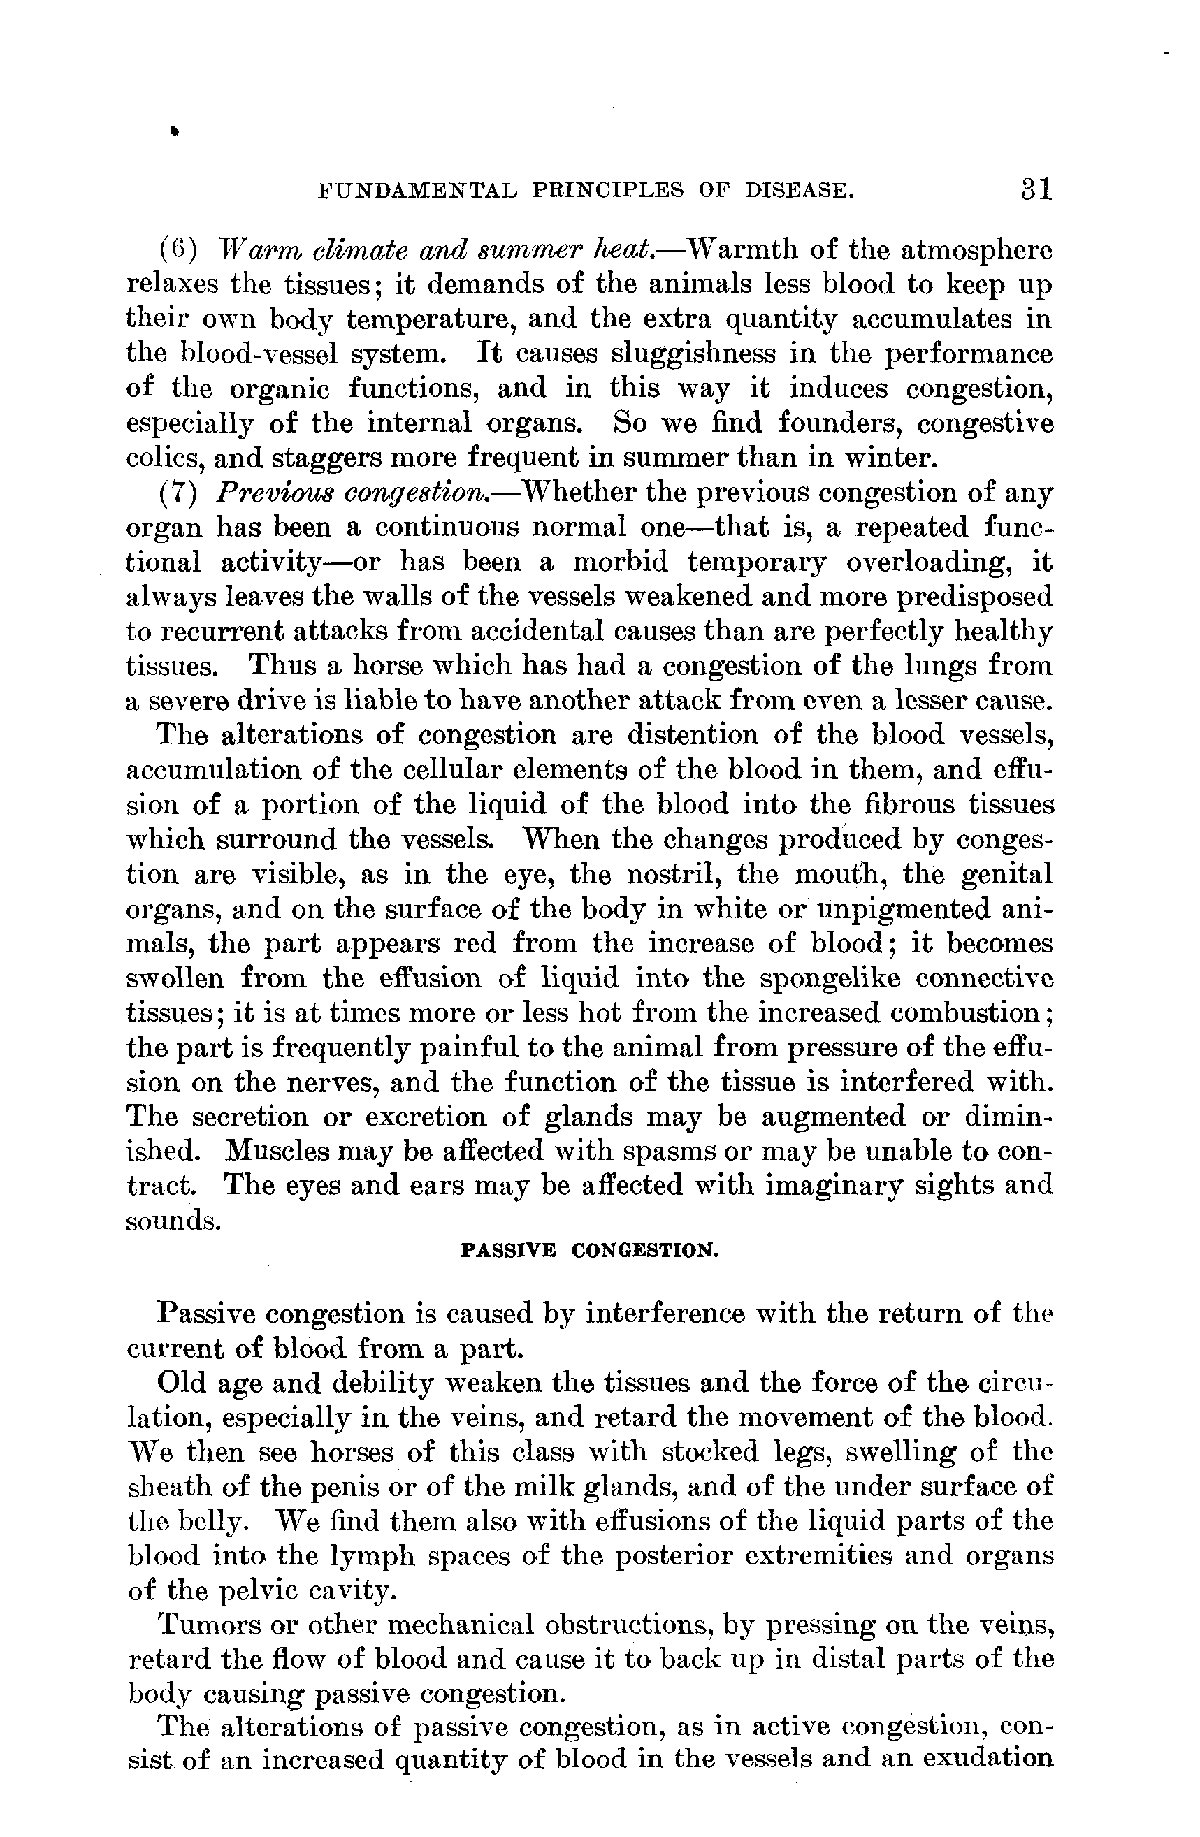 FUNDAMENTAL PRINCIPLES OF DISEASE. 31
(6) Warm climate and summer heat.—Warmth of the atmosphere
relaxes the tissues; it demands of the animals less blood to keep up
their own body temperature, and the extra quantity accumulates in
the blood-vessel system. It causes sluggishness in the performance
of the organic functions, and in this way it induces congestion,
especially of the internal organs. So we find founders, congestive
colics, and staggers more frequent in summer than in winter.
(7) Previous congestion.—Whether the previous congestion of any
organ has been a continuous normal one—that is, a repeated func-
tional activity—or has been a morbid temporary overloading, it
always leaves the walls of the vessels weakened and more predisposed
to recurrent attacks from accidental causes than are perfectly healthy
tissues. Thus a horse which has had a congestion of the lungs from
a severe drive is liable to have another attack from even a lesser cause.
The alterations of congestion are distention of the blood vessels,
accumulation of the cellular elements of the blood in them, and effu-
sion of a portion of the liquid of the blood into the fibrous tissues
which surround the vessels. When the changes produced by conges-
tion are visible, as in the eye, the nostril, the mouth, the genital
organs, and on the surface of the body in white or unpigmented ani-
mals, the part appears red from the increase of blood; it becomes
swollen from the effusion of liquid into the spongelike connective
tissues; it is at times more or less hot from the increased combustion;
the part is frequently painful to the animal from pressure of the effu-
sion on the nerves, and the function of the tissue is interfered with.
The secretion or excretion of glands may be augmented or dimin-
ished. Muscles may be affected with spasms or may be unable to con-
tract. The eyes and ears may be affected with imaginary sights and
sounds.
PASSIVE CONGESTION.
Passive congestion is caused by interference with the return of the
current of blood from a part.
Old age and debility weaken the tissues and the force of the circu-
lation, especially in the veins, and retard the movement of the blood.
We then see horses of this class with stocked legs, swelling of the
sheath of the penis or of the milk glands, and of the under surface of
the belly. We find them also with effusions of the liquid parts of the
blood into the lymph spaces of the posterior extremities and organs
of the pelvic cavity.
Tumors or other mechanical obstructions, by pressing on the veins,
retard the flow of blood and cause it to back up in distal parts of the
body causing passive congestion.
The alterations of passive congestion, as in active congestion, con-
sist of an increased quantity of blood in the vessels and an exudation